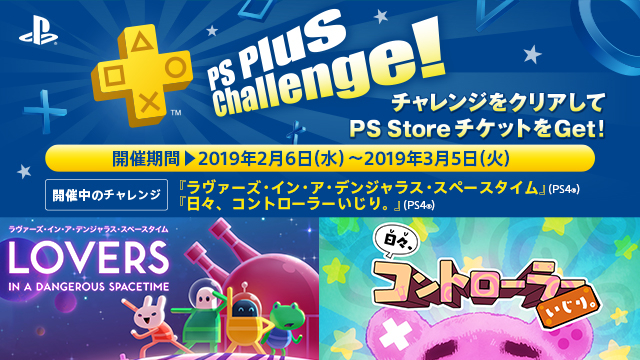 PS Plus
Challenge!
TM
チャレンジをクリアして
PS Store チケットをGet!
開催期間▶2019年2月6日(水)~2019年3月5日(火)
開催中のチャレンジ
『ラヴァーズ・イン・ア・デンジャラス・スペースタイム』(PS4®)
『日々、コントローラーいじり。』(PS4®)
ラヴァーズ・イン・ア・デンジャラス・スペースタイム
LOVERS
IN A DANGEROUS SPACETIME
日々、
コントローラー
いじり。